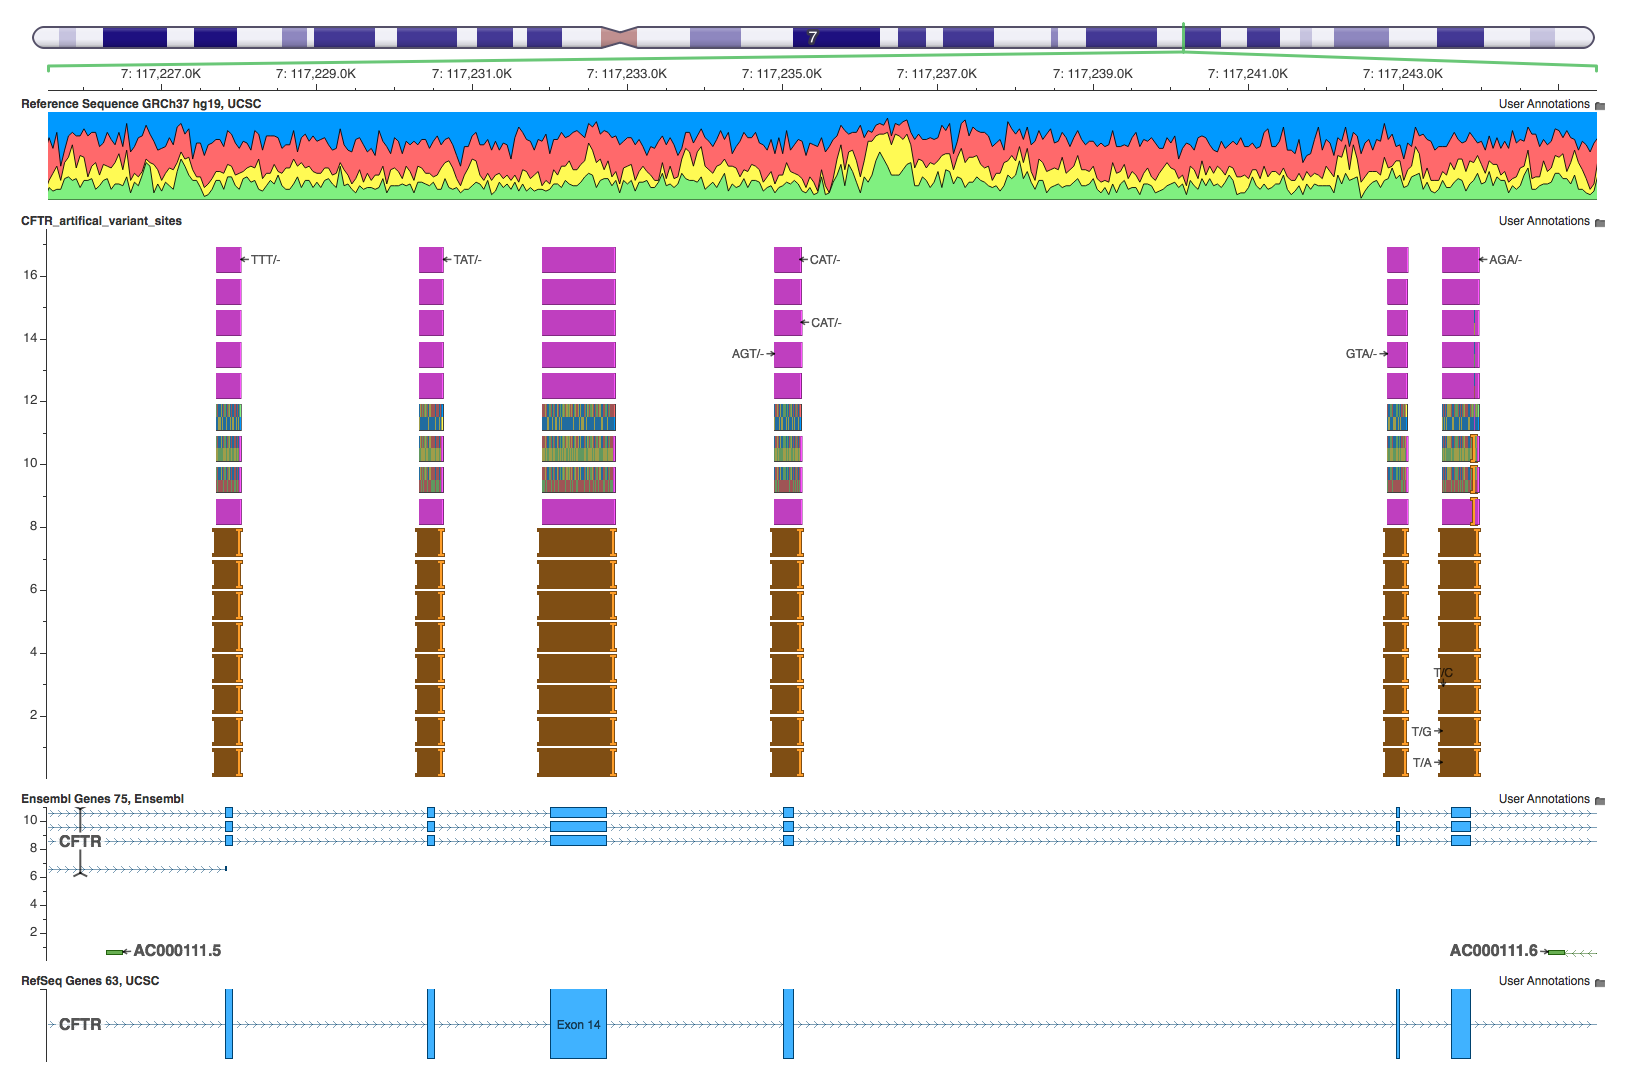 7
7: 117,227.0K 7: 117,229.0K 7: 117,231.0K 7: 117,233.0K 7: 117,235.0K 7: 117,237.0K 7: 117,239.0K 7: 117,241.0K 7: 117,243.0K
Reference Sequence GRCh37 hg19, UCSC User Annotations
CFTR_artifical_variant_sites User Annotations
TTT/- TAT/- CAT/- AGA/-
16
CAT/-
14
AGT/- GTA/-
12
10
8
6
4
T/C
2
T/G
T/A
Ensembl Genes 75, Ensembl User Annotations
10
CFTR
8
6
4
2
AC000111.5 AC000111.6
RefSeq Genes 63, UCSC User Annotations
CFTR Exon 14